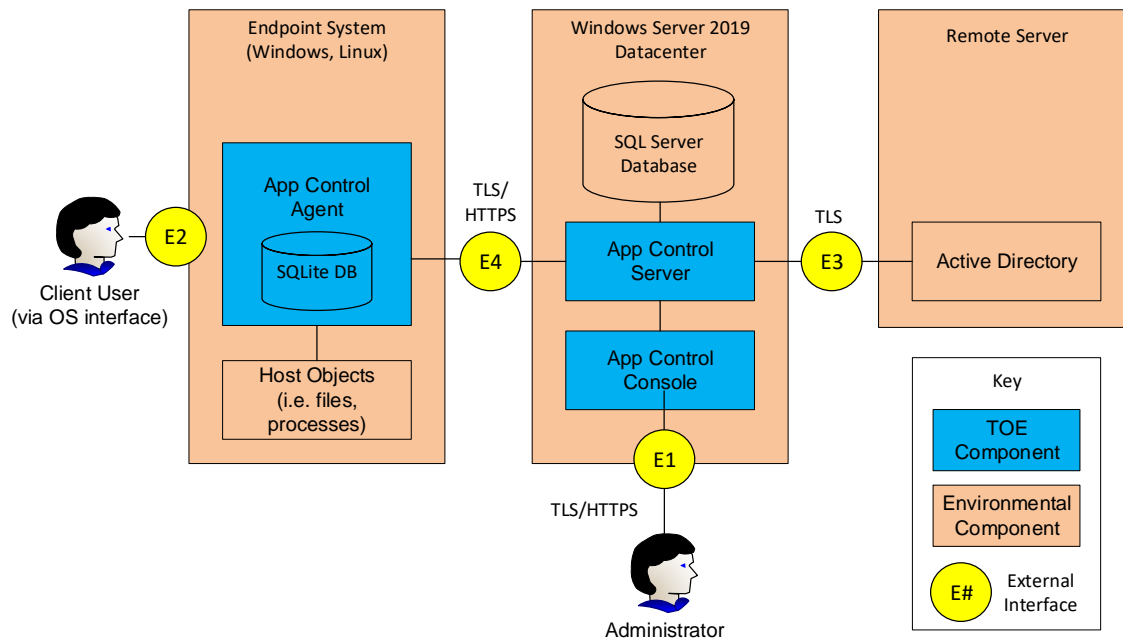 Endpoint System
(Windows, Linux)
Windows Server 2019
Datacenter
Remote Server
SQL Server
Database
App Control
Agent
SQLite DB
TLS/
HTTPS
TLS
E2
E4
App Control
Server
E3
Active Directory
Client User
(via OS interface)
Host Objects
(i.e. files,
processes)
App Control
Console
E1
TLS/HTTPS
Administrator
Key
TOE
Component
Environmental
Component
E#
External
Interface